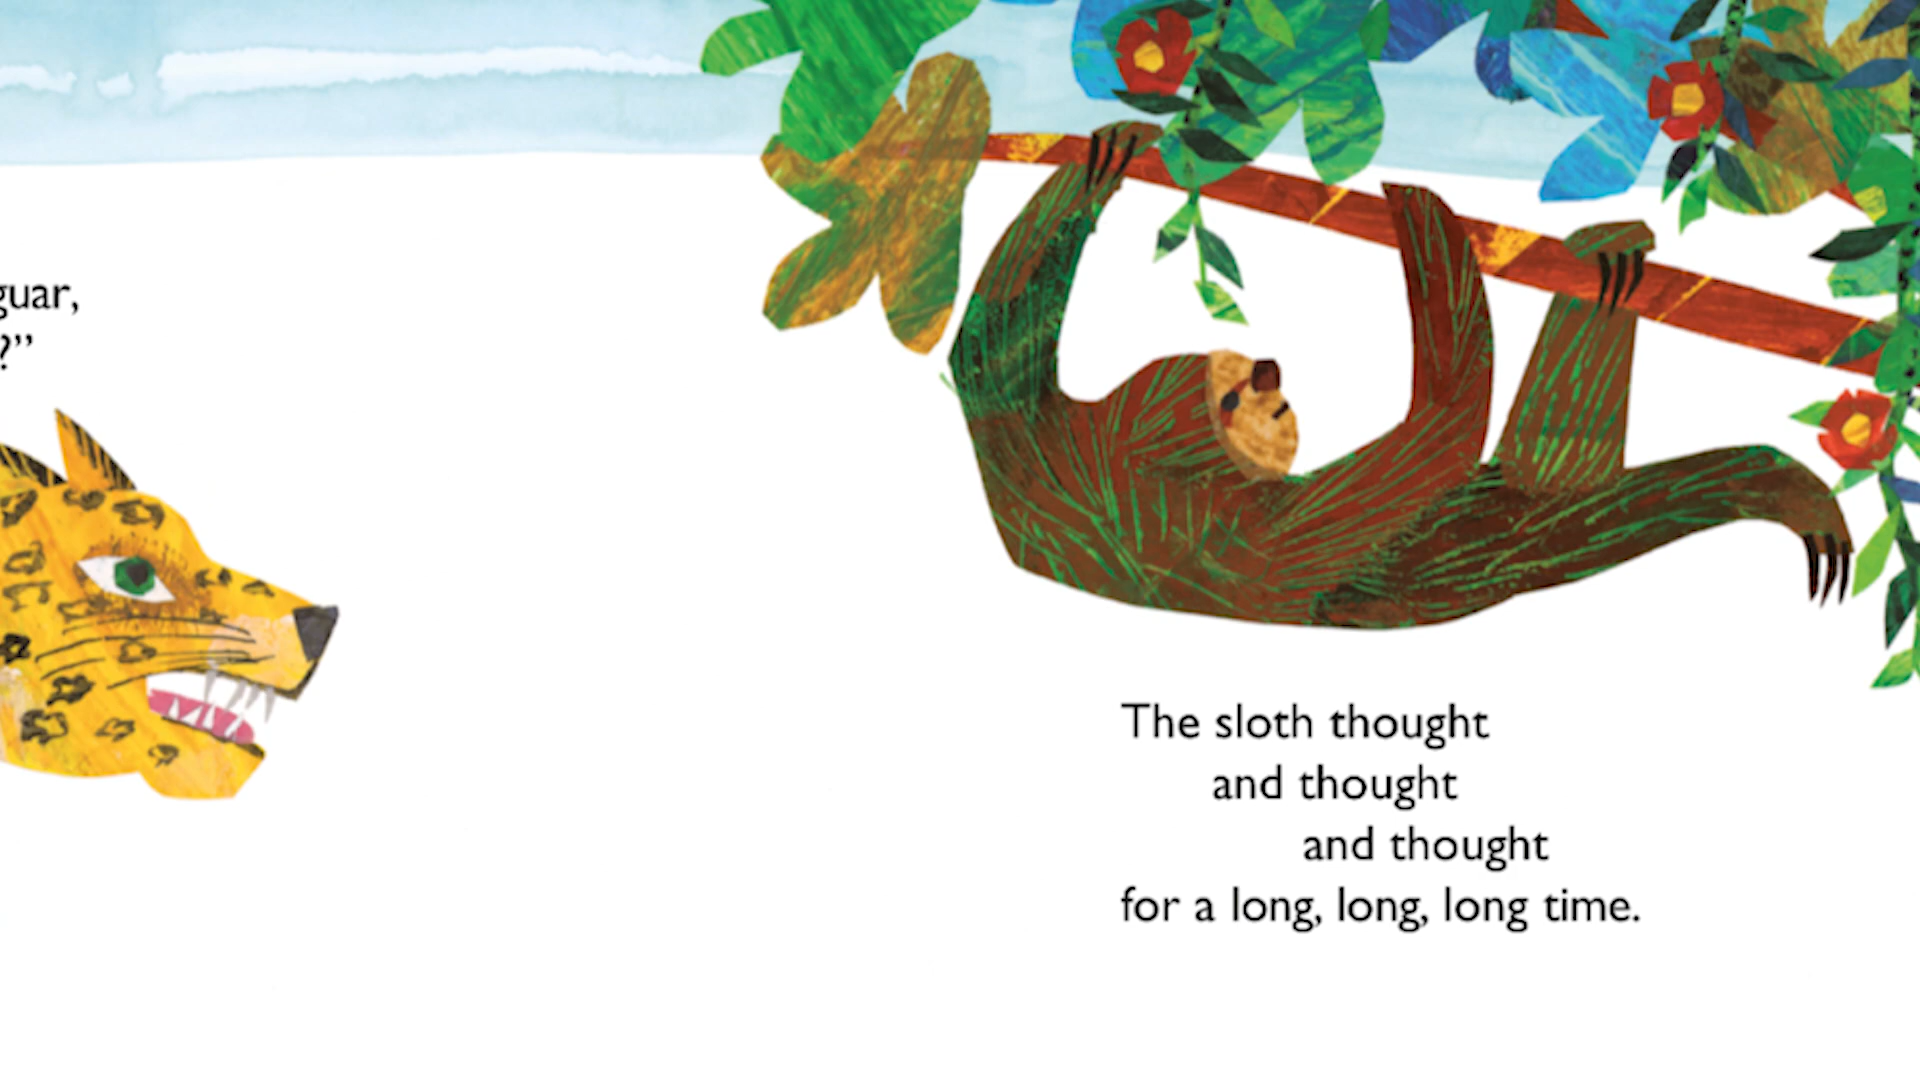 guar,
?”
The sloth thought
and thought
and thought
for a long, long, long time.